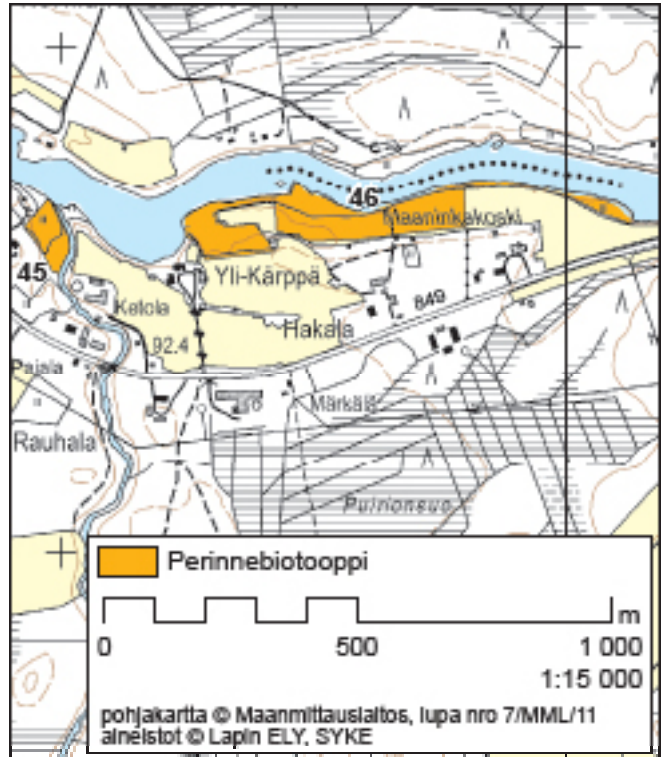 46
Maaninkakoski
45
Yli-Kärppä
Ketola
849
Hakala
92.4
Pajala
Märkälä
Rauhala
Puirionsuo
Perinnebiotooppi
m
0 500 1 000
1:15 000
pohjakartta © Maanmittauslaitos, lupa nro 7/MML/11
aineistot © Lapin ELY, SYKE